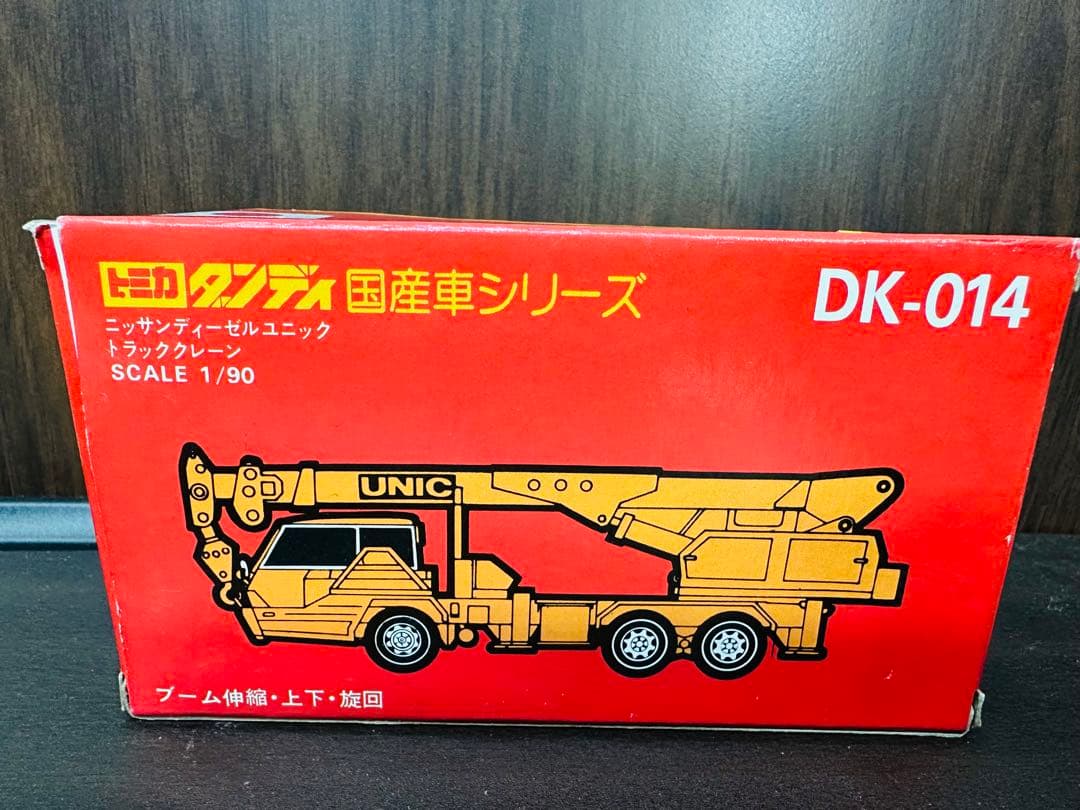 トミカダンディ 国産車シリーズ DK-014
ニッサンディーゼルユニック
トラッククレーン
SCALE 1/90
UNIC
ブーム伸縮・上下・旋回